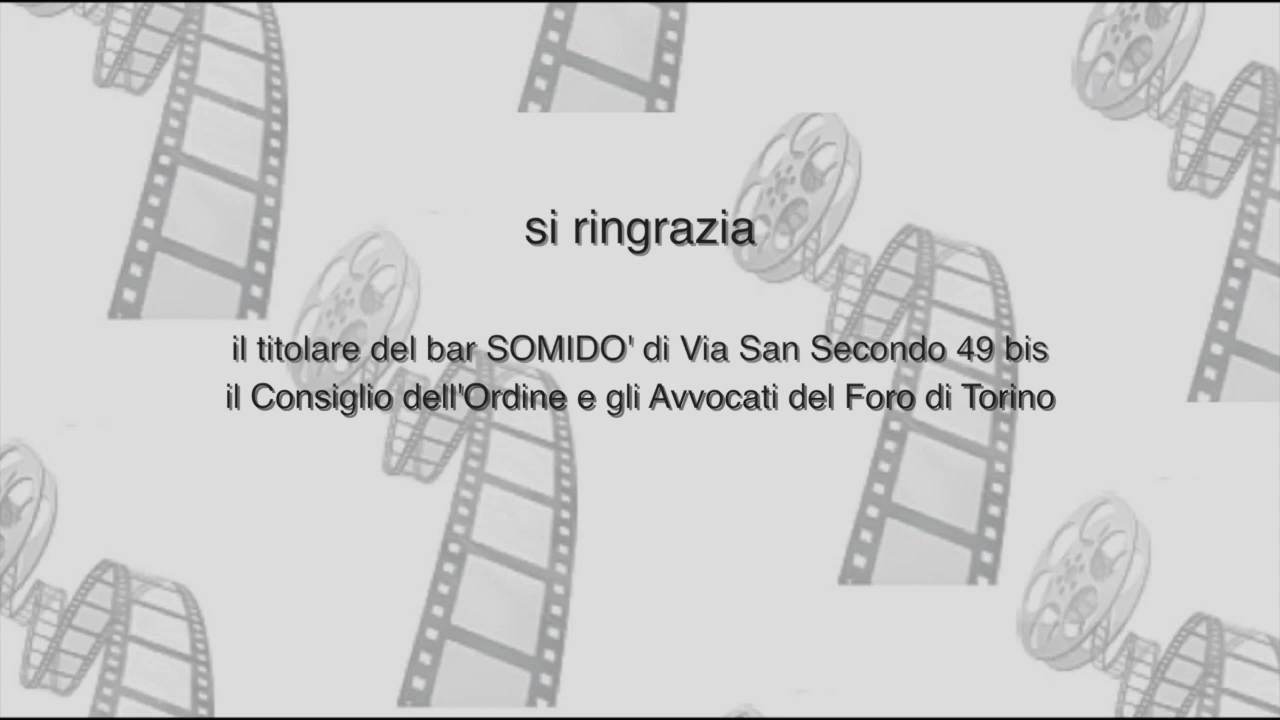 si ringrazia
il titolare del bar SOMIDO' di Via San Secondo 49 bis
il Consiglio dell'Ordine e gli Avvocati del Foro di Torino